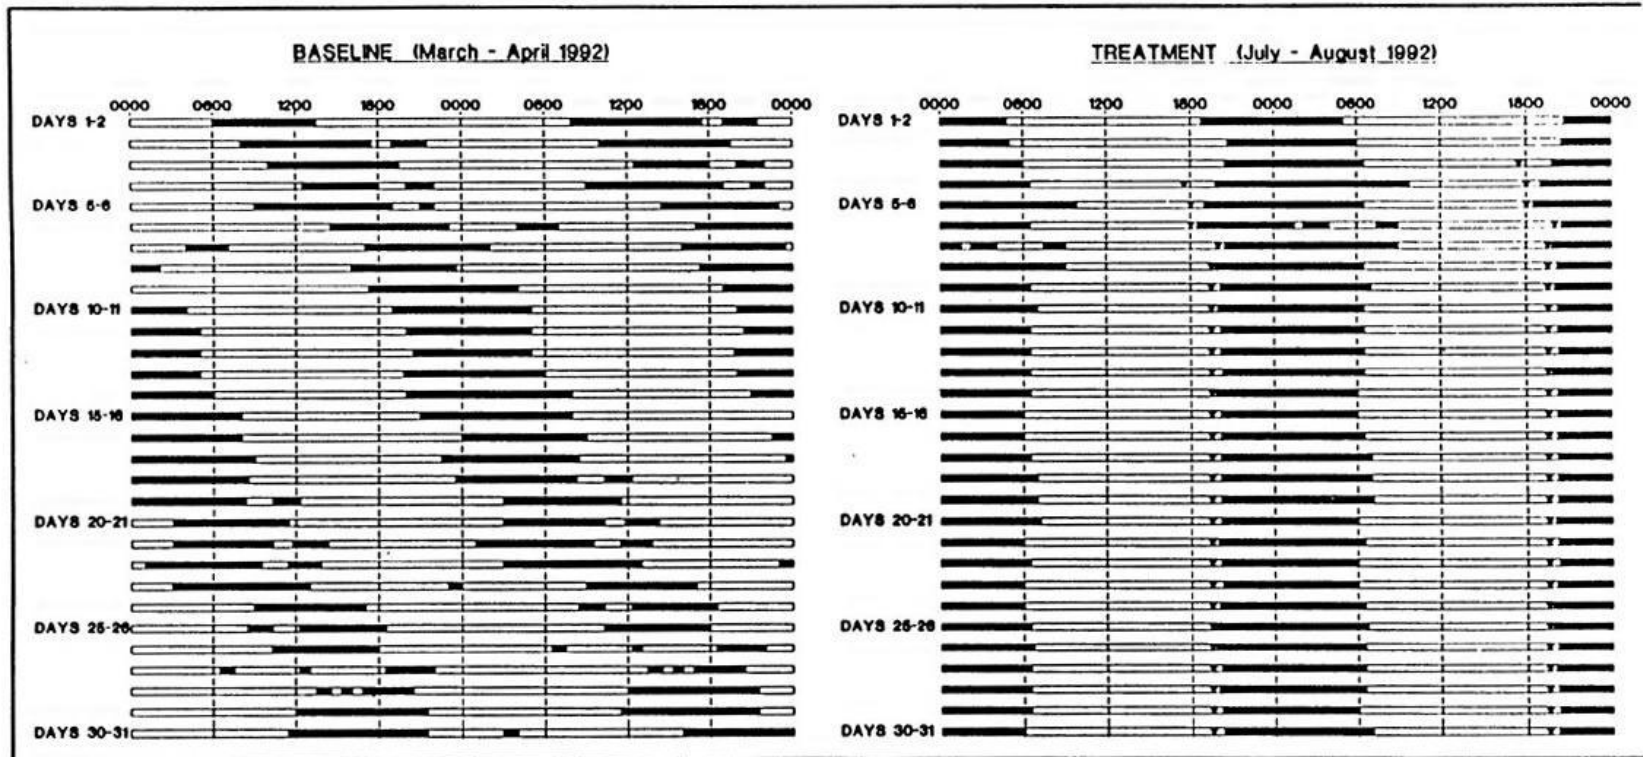 BASELINE (March - April 1992)
0000 0600 1200 1800 0000 0600 1200 1800 0000
DAYS 1-2
DAYS 5-6
DAYS 10-11
DAYS 15-16
DAYS 20-21
DAYS 25-26
DAYS 30-31
TREATMENT (July - August 1992)
0000 0600 1200 1800 0000 0600 1200 1800 0000
DAYS 1-2
DAYS 5-6
DAYS 10-11
DAYS 15-16
DAYS 20-21
DAYS 25-26
DAYS 30-31